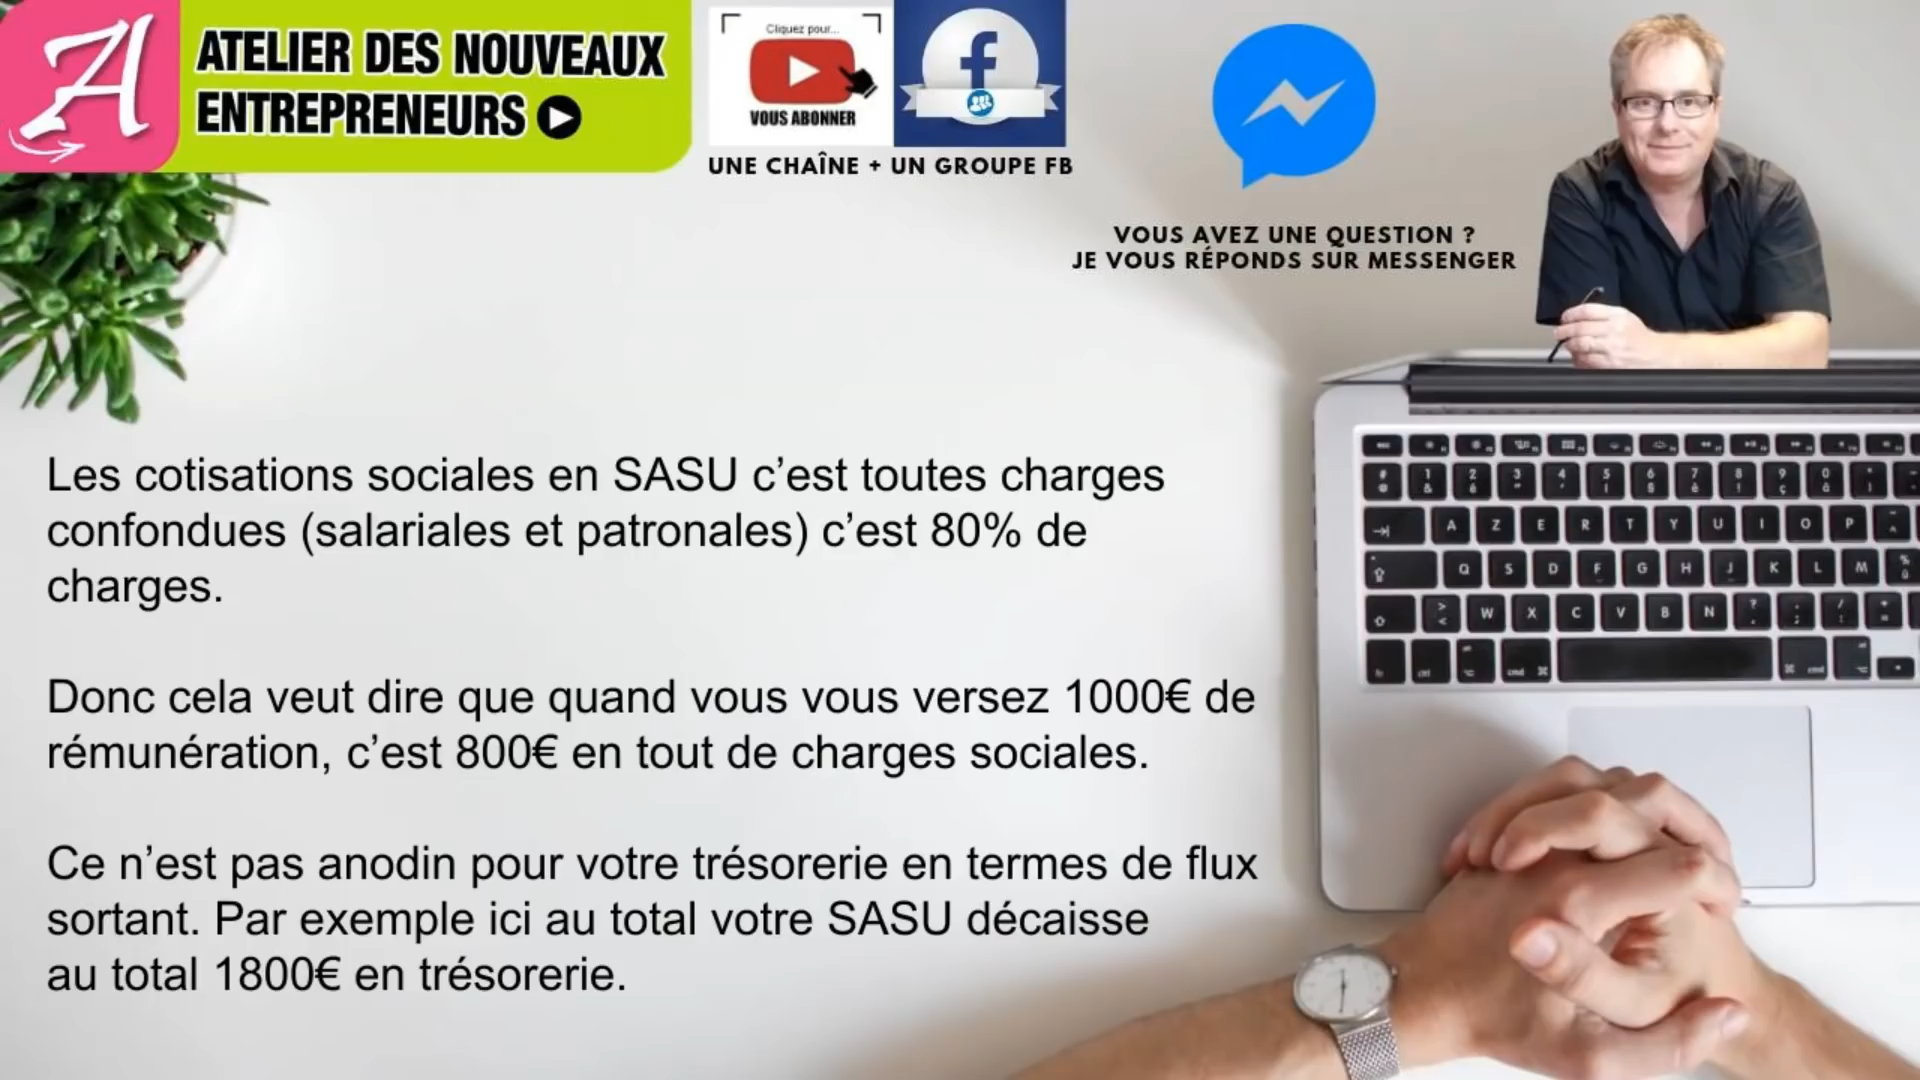 ATELIER DES NOUVEAUX
ENTREPRENEURS
Cliquez pour...
VOUS ABONNER
UNE CHAÎNE + UN GROUPE FB
VOUS AVEZ UNE QUESTION ?
JE VOUS RÉPONDS SUR MESSENGER
Les cotisations sociales en SASU c’est toutes charges
confondues (salariales et patronales) c’est 80% de
charges.
Donc cela veut dire que quand vous vous versez 1000€ de
rémunération, c’est 800€ en tout de charges sociales.
Ce n’est pas anodin pour votre trésorerie en termes de flux
sortant. Par exemple ici au total votre SASU décaisse
au total 1800€ en trésorerie.
A Z E R T Y U I O P
Q S D F G H J K L M
W X C V B N